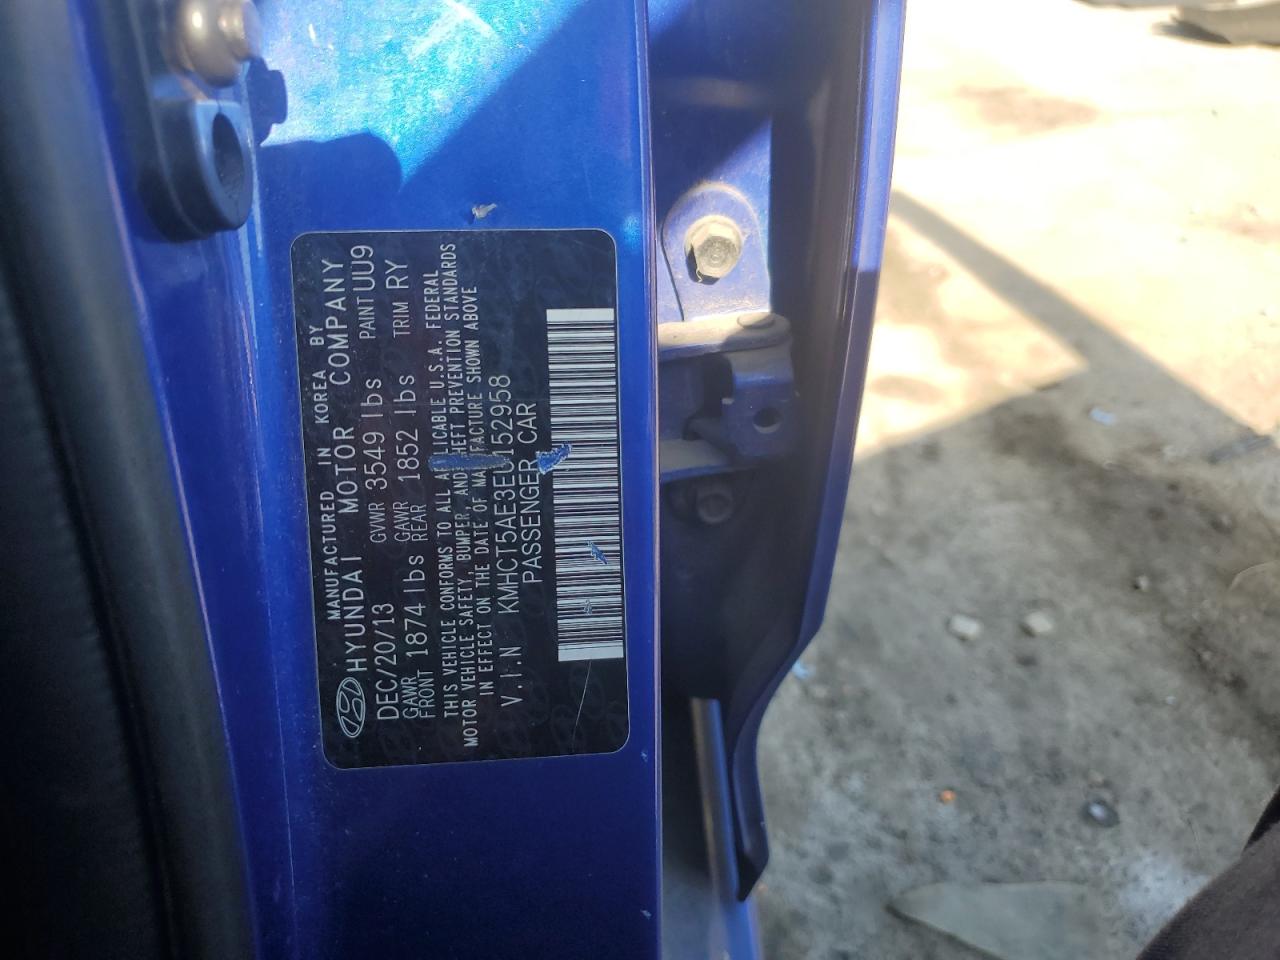 MANUFACTURED IN KOREA BY
HYUNDAI MOTOR COMPANY
DEC/20/13 GVWR 3549 lbs PAINT UU9
GAWR FRONT 1874 lbs GAWR REAR 1852 lbs TRIM RY
THIS VEHICLE CONFORMS TO ALL APPLICABLE U.S.A. FEDERAL
MOTOR VEHICLE SAFETY, BUMPER, AND THEFT PREVENTION STANDARDS
IN EFFECT ON THE DATE OF MANUFACTURE SHOWN ABOVE
V.I.N KMHCT5AE3EU152958
PASSENGER CAR